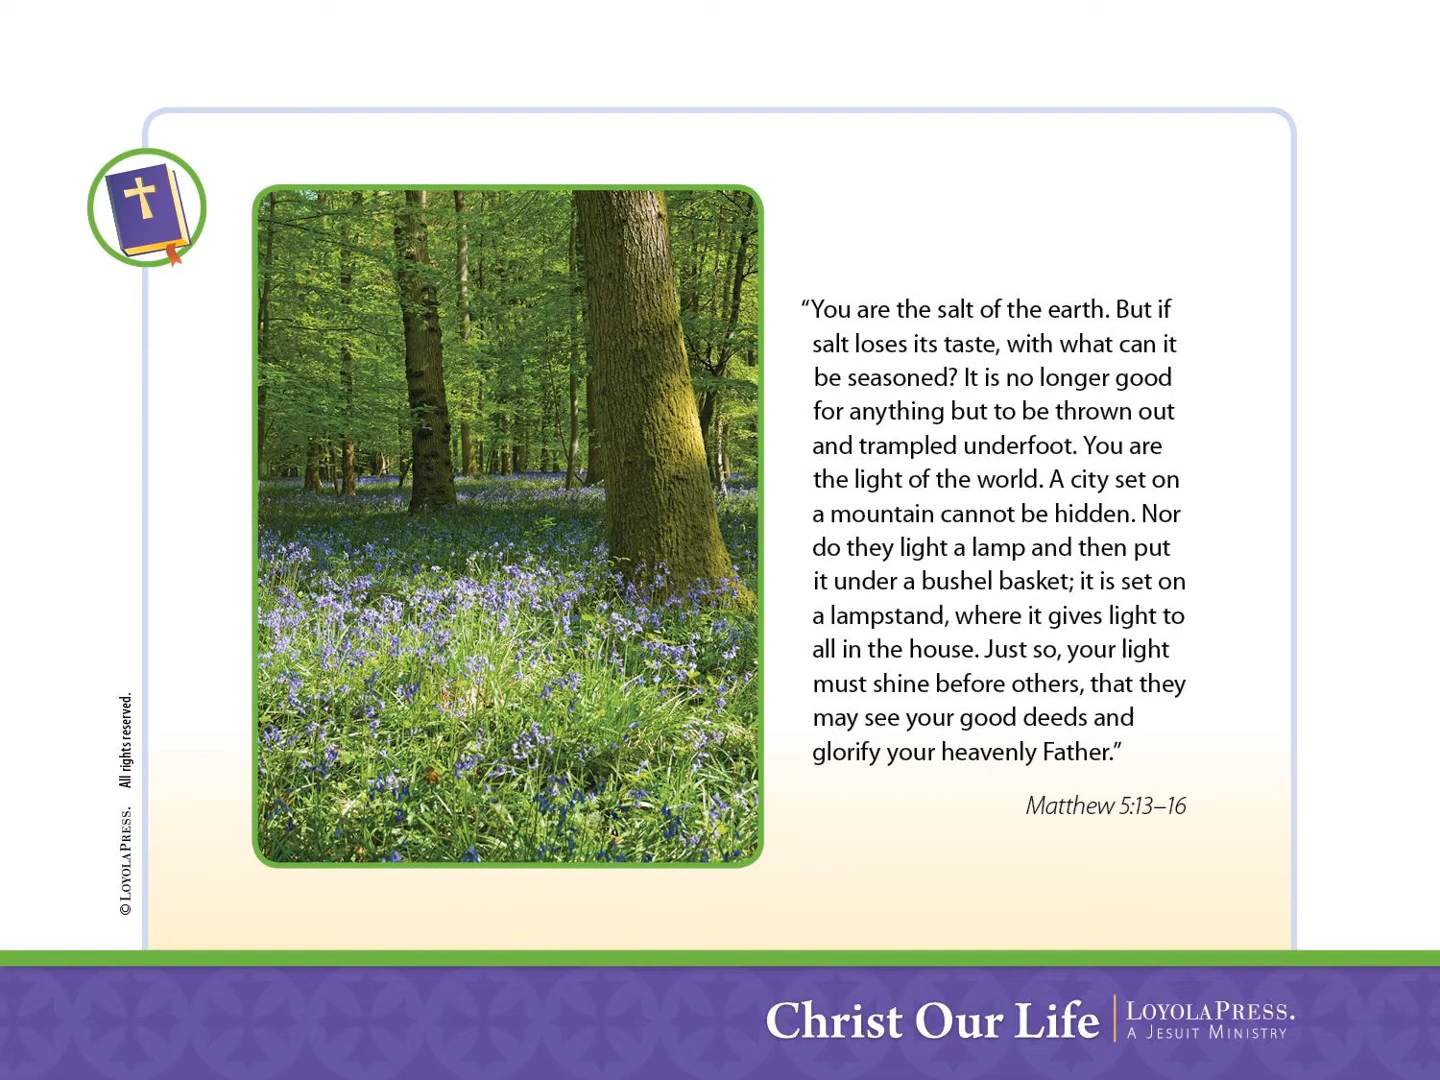 “You are the salt of the earth. But if
salt loses its taste, with what can it
be seasoned? It is no longer good
for anything but to be thrown out
and trampled underfoot. You are
the light of the world. A city set on
a mountain cannot be hidden. Nor
do they light a lamp and then put
it under a bushel basket; it is set on
a lampstand, where it gives light to
all in the house. Just so, your light
must shine before others, that they
may see your good deeds and
glorify your heavenly Father.”
Matthew 5:13–16
© LOYOLAPRESS. All rights reserved.
Christ Our Life
LOYOLAPRESS.
A JESUIT MINISTRY